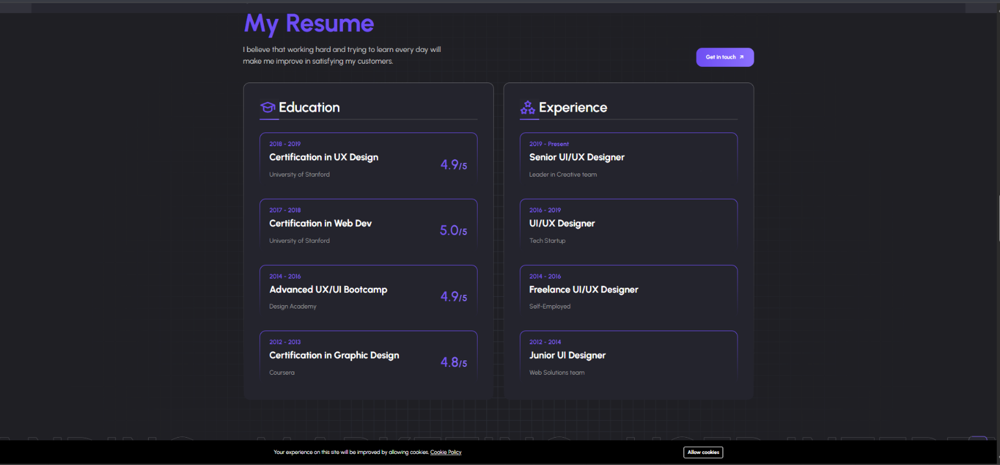 My Resume
I believe that working hard and trying to learn every day will
make me improve in satisfying my customers.
Get in touch
Education
2018 - 2019
Certification in UX Design
University of Stanford
4.9/5
2017 - 2018
Certification in Web Dev
University of Stanford
5.0/5
2014 - 2016
Advanced UX/UI Bootcamp
Design Academy
4.9/5
2012 - 2013
Certification in Graphic Design
Coursera
4.8/5
Experience
2019 - Present
Senior UI/UX Designer
Leader in Creative team
2016 - 2019
UI/UX Designer
Tech Startup
2014 - 2016
Freelance UI/UX Designer
Self-Employed
2012 - 2014
Junior UI Designer
Web Solutions team
Your experience on this site will be improved by allowing cookies. Cookie Policy
Allow cookies